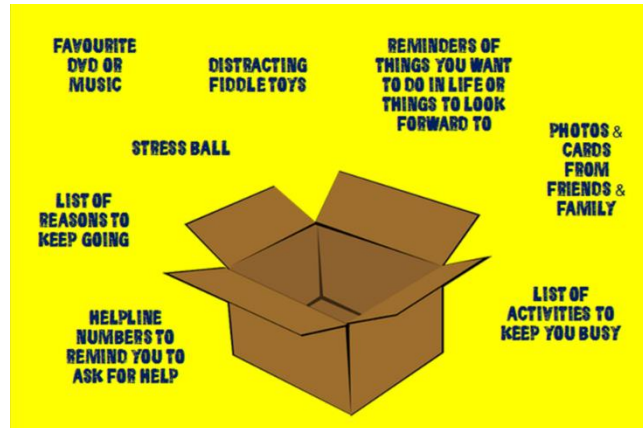 FAVOURITE
DVD OR
MUSIC
DISTRACTING
FIDDLE TOYS
REMINDERS OF
THINGS YOU WANT
TO DO IN LIFE OR
THINGS TO LOOK
FORWARD TO
STRESS BALL
PHOTOS &
CARDS
FROM
FRIENDS &
FAMILY
LIST OF
REASONS TO
KEEP GOING
HELPLINE
NUMBERS TO
REMIND YOU TO
ASK FOR HELP
LIST OF
ACTIVITIES TO
KEEP YOU BUSY